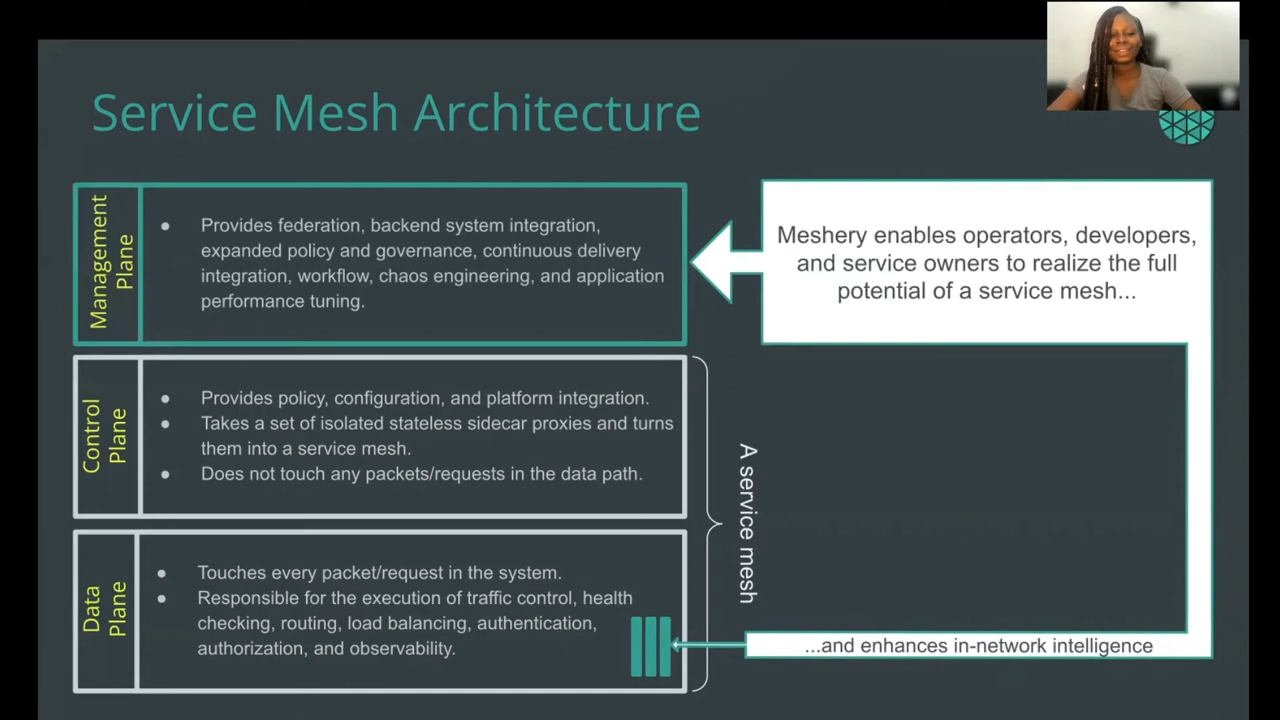 Service Mesh Architecture
Management
Plane
● Provides federation, backend system integration,
expanded policy and governance, continuous delivery
integration, workflow, chaos engineering, and application
performance tuning.
Meshery enables operators, developers,
and service owners to realize the full
potential of a service mesh...
Control
Plane
● Provides policy, configuration, and platform integration.
● Takes a set of isolated stateless sidecar proxies and turns
them into a service mesh.
● Does not touch any packets/requests in the data path.
A service mesh
Data
Plane
● Touches every packet/request in the system.
● Responsible for the execution of traffic control, health
checking, routing, load balancing, authentication,
authorization, and observability.
...and enhances in-network intelligence